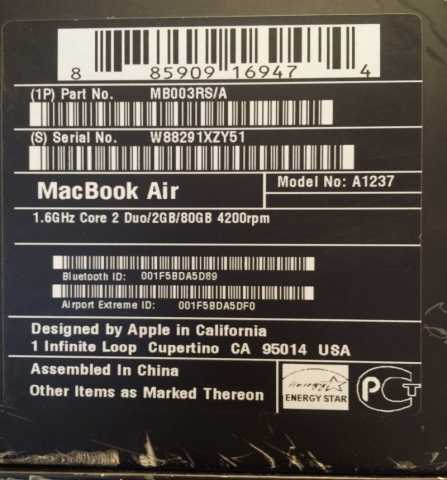 8 85909 16947 4
(1P) Part No. MB003RS/A
(S) Serial No. W88291XZY51
MacBook Air
Model No: A1237
1.6GHz Core 2 Duo/2GB/80GB 4200rpm
Bluetooth ID: 001F5BDA5D89
Airport Extreme ID: 001F5BDA5DF0
Designed by Apple in California
1 Infinite Loop Cupertino CA 95014 USA
Assembled In China
Other Items as Marked Thereon
energy
ENERGY STAR
PCT